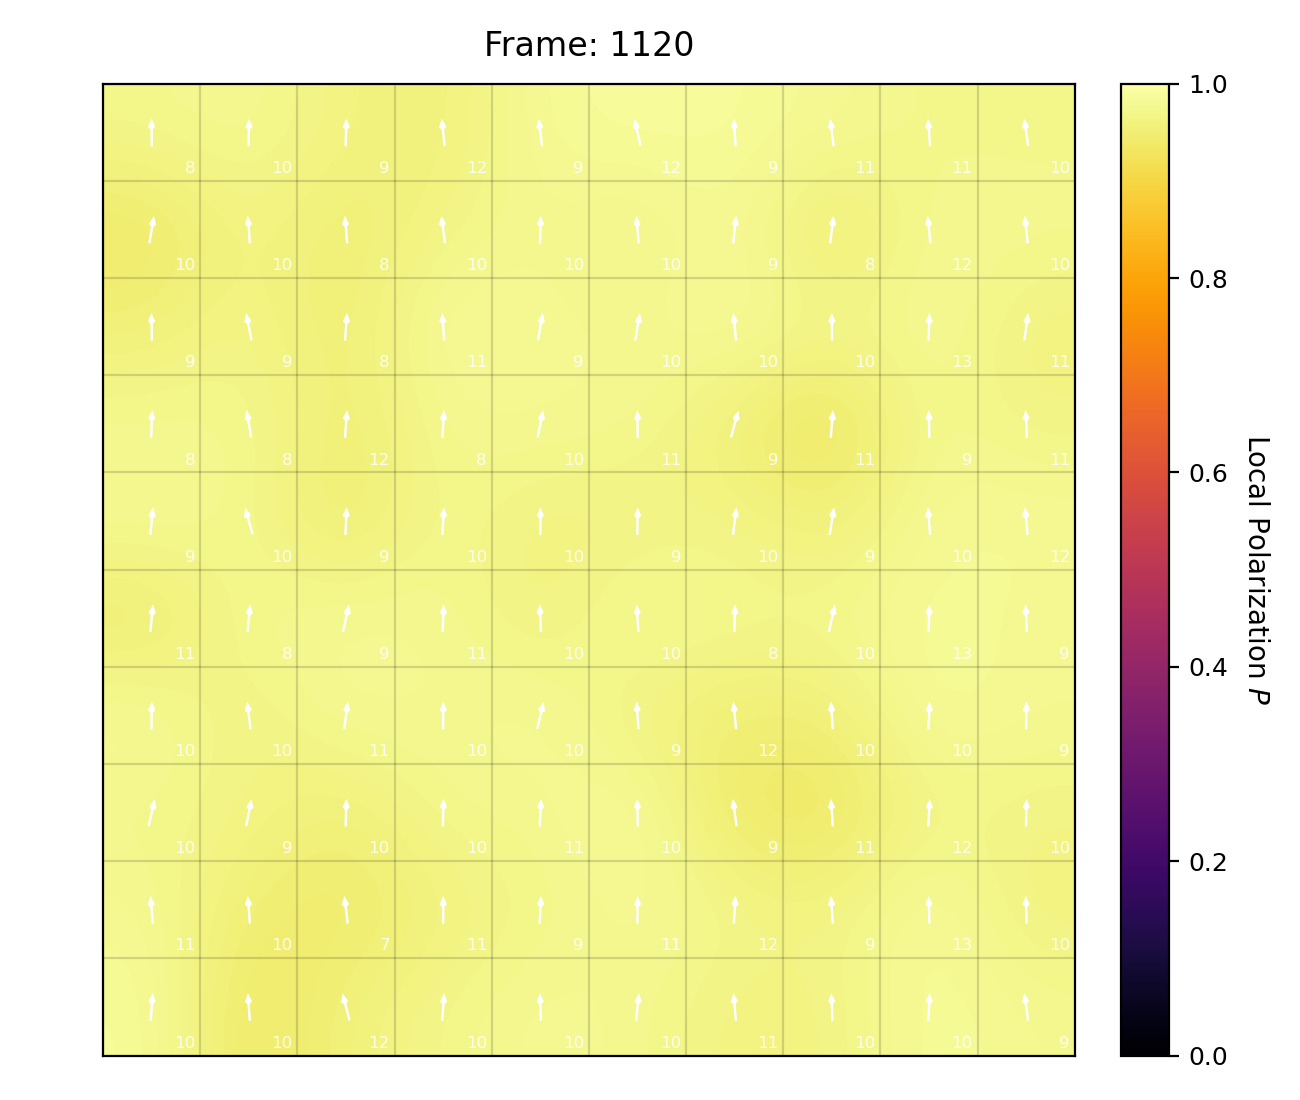 Frame: 1120
8 10 9 12 9 12 9 11 11 10
10 10 8 10 10 10 9 8 12 10
9 9 8 11 9 10 10 10 13 11
8 8 12 8 10 11 9 11 9 11
9 10 9 10 10 9 10 9 10 12
11 8 9 11 10 10 8 10 13 9
10 10 11 10 10 9 12 10 10 9
10 9 10 10 11 10 9 11 12 10
11 10 7 11 9 11 12 9 13 10
10 10 12 10 10 10 11 10 10 9
1.0
0.8
0.6
0.4
0.2
0.0
Local Polarization P